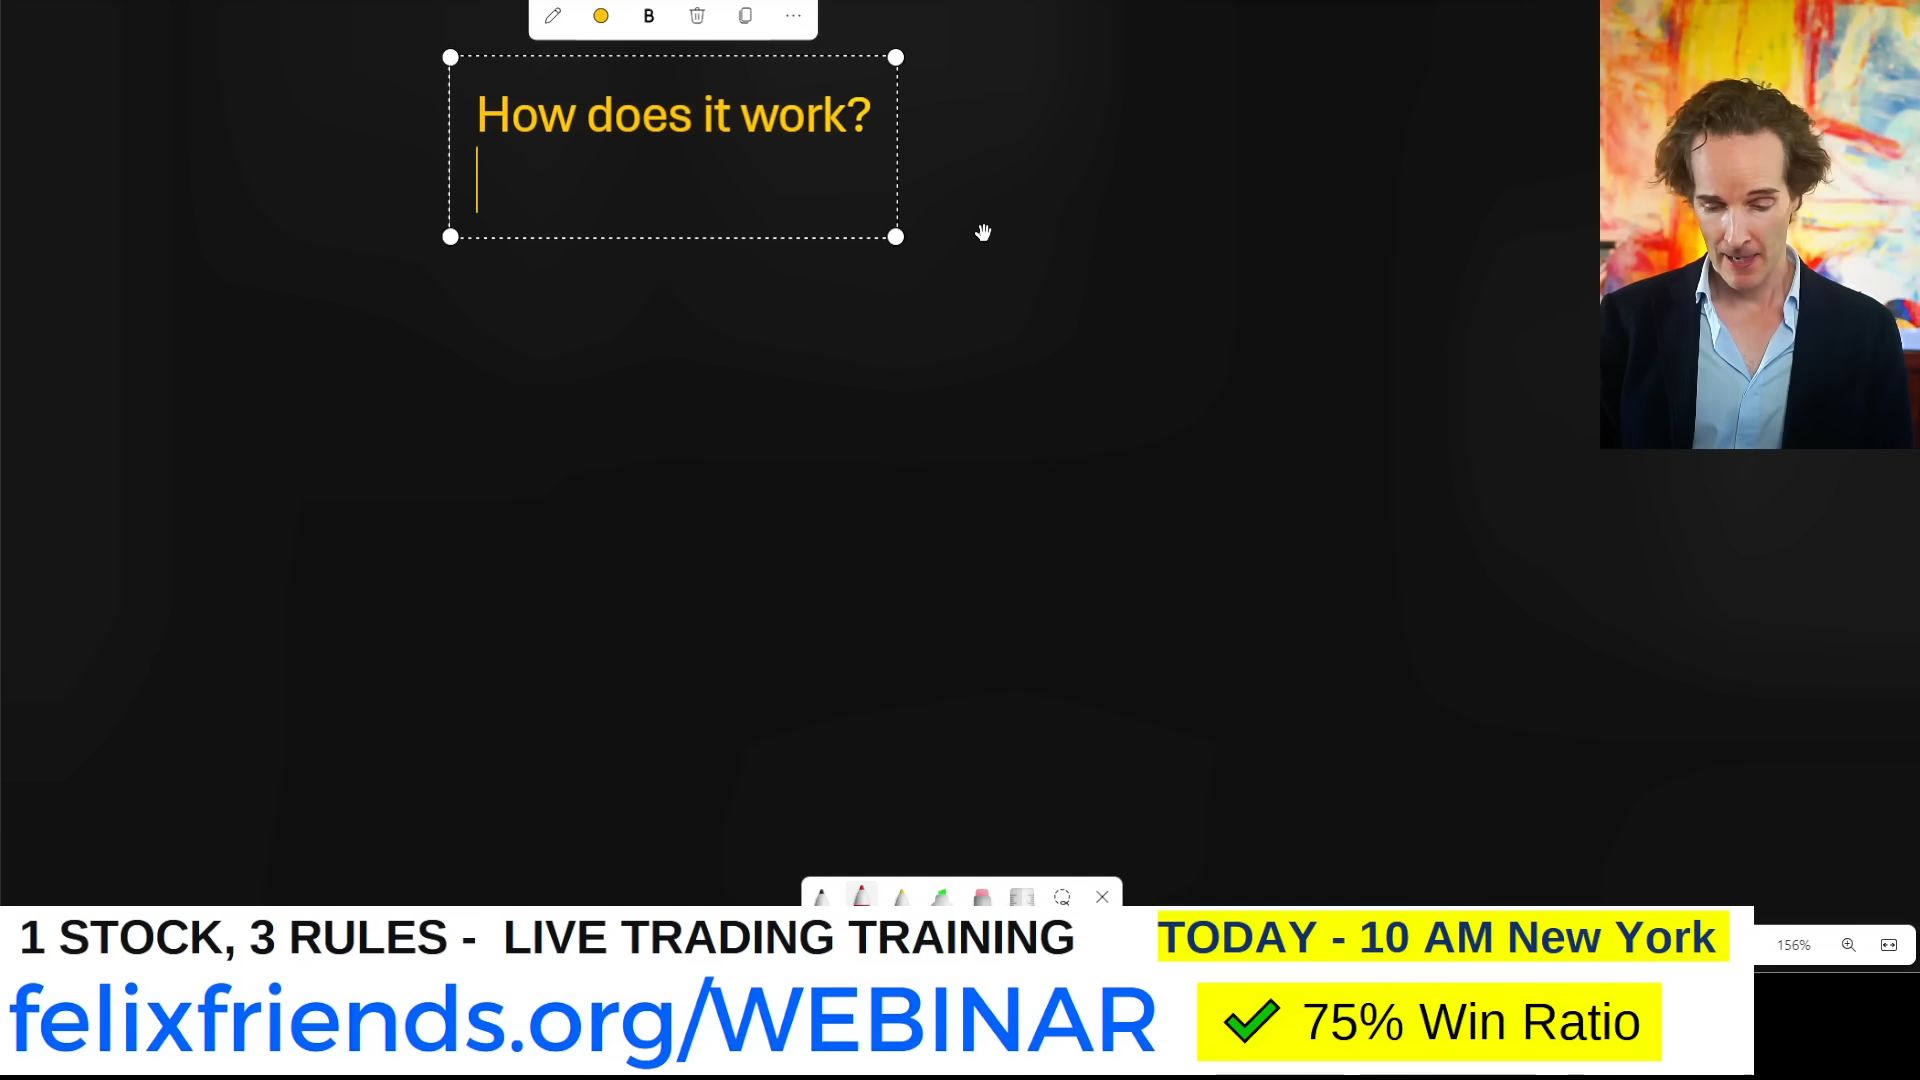 B
How does it work?
1 STOCK, 3 RULES - LIVE TRADING TRAINING
TODAY - 10 AM New York
156%
felixfriends.org/WEBINAR
75% Win Ratio